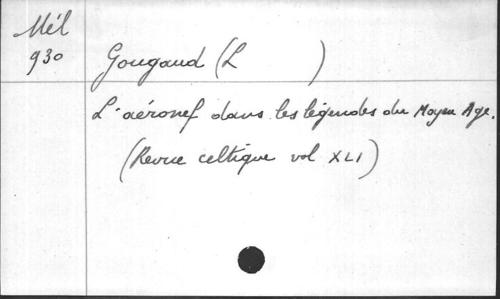 Mél
930
Gougaud (L )
L'aéronef dans les légendes du Moyen Age.
(Revue celtique vol XLI)